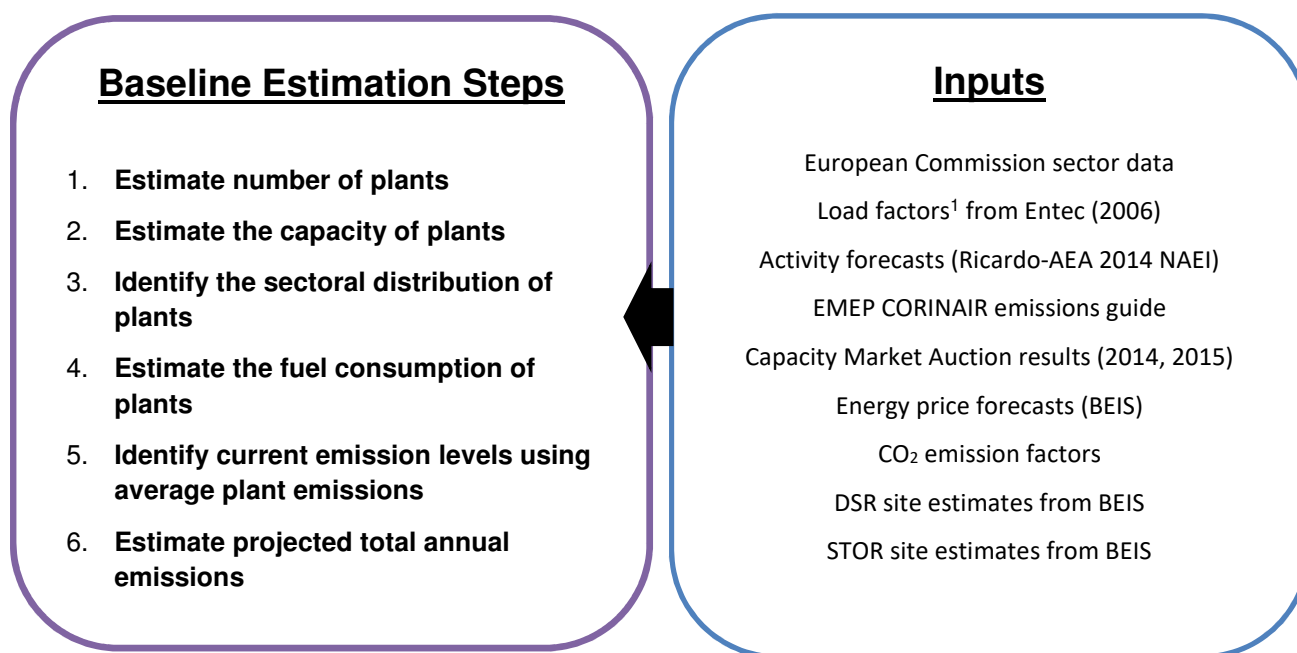 Baseline Estimation Steps
1. Estimate number of plants
2. Estimate the capacity of plants
3. Identify the sectoral distribution of
plants
4. Estimate the fuel consumption of
plants
5. Identify current emission levels using
average plant emissions
6. Estimate projected total annual
emissions
Inputs
European Commission sector data
Load factors¹ from Entec (2006)
Activity forecasts (Ricardo-AEA 2014 NAEI)
EMEP CORINAIR emissions guide
Capacity Market Auction results (2014, 2015)
Energy price forecasts (BEIS)
CO₂ emission factors
DSR site estimates from BEIS
STOR site estimates from BEIS